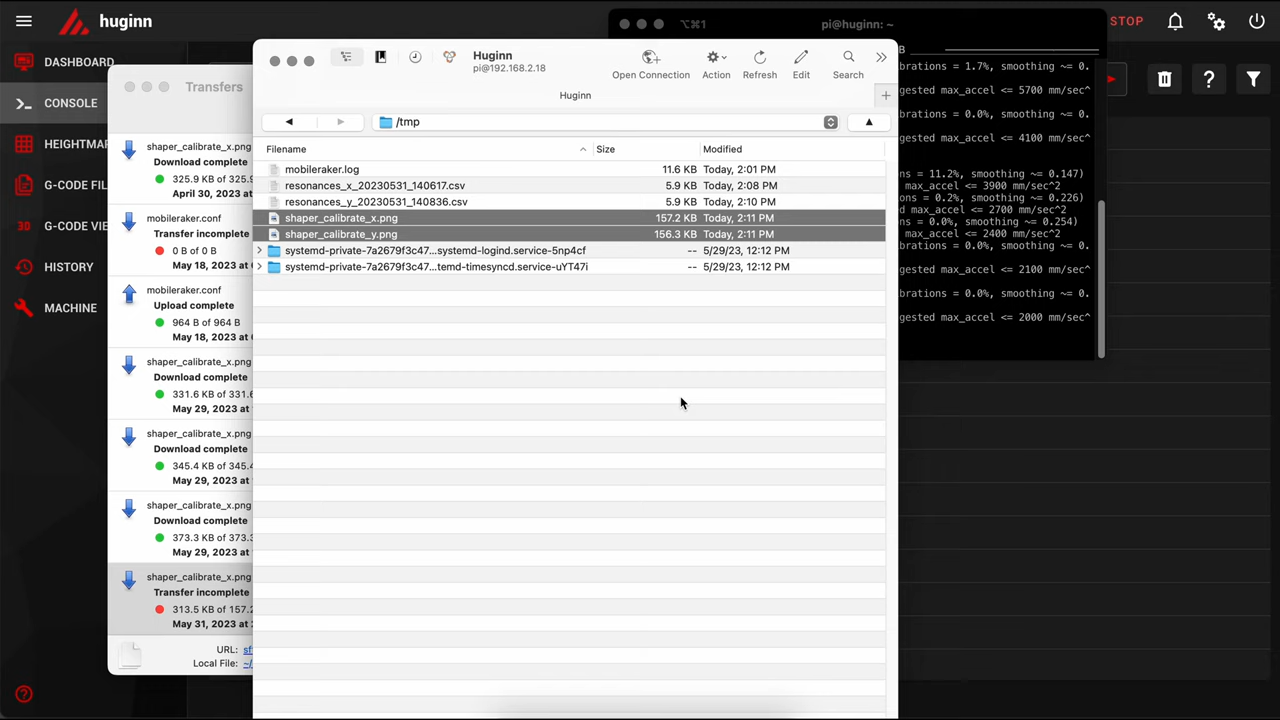 huginn
⌥⌘1
pi@huginn: ~
STOP
DASHBOARD
CONSOLE
HEIGHTMA
G-CODE FIL
G-CODE VIE
HISTORY
MACHINE
Transfers
shaper_calibrate_x.png
Download complete
325.9 KB of 325.9
April 30, 2023 a
mobileraker.conf
Transfer incomplete
0 B of 0 B
May 18, 2023 at
mobileraker.conf
Upload complete
964 B of 964 B
May 18, 2023 at
shaper_calibrate_x.png
Download complete
331.6 KB of 331.6
May 29, 2023 at
shaper_calibrate_x.png
Download complete
345.4 KB of 345.4
May 29, 2023 at
shaper_calibrate_x.png
Download complete
373.3 KB of 373.3
May 29, 2023 at
shaper_calibrate_x.png
Transfer incomplete
313.5 KB of 157.2
May 31, 2023 at
URL: sf
Local File: ~/
Huginn
pi@192.168.2.18
Open Connection
Action
Refresh
Edit
Search
Huginn
/tmp
Filename Size Modified
mobileraker.log 11.6 KB Today, 2:01 PM
resonances_x_20230531_140617.csv 5.9 KB Today, 2:08 PM
resonances_y_20230531_140836.csv 5.9 KB Today, 2:10 PM
shaper_calibrate_x.png 157.2 KB Today, 2:11 PM
shaper_calibrate_y.png 156.3 KB Today, 2:11 PM
systemd-private-7a2679f3c47...systemd-logind.service-5np4cf -- 5/29/23, 12:12 PM
systemd-private-7a2679f3c47...temd-timesyncd.service-uYT47i -- 5/29/23, 12:12 PM
B
brations = 1.7%, smoothing ~= 0.
gested max_accel <= 5700 mm/sec^
brations = 0.0%, smoothing ~= 0.
gested max_accel <= 4100 mm/sec^
ons = 11.2%, smoothing ~= 0.147)
max_accel <= 3900 mm/sec^2
ons = 0.2%, smoothing ~= 0.226)
d max_accel <= 2700 mm/sec^2
ons = 0.0%, smoothing ~= 0.254)
max_accel <= 2400 mm/sec^2
brations = 0.0%, smoothing ~= 0.
gested max_accel <= 2100 mm/sec^
brations = 0.0%, smoothing ~= 0.
gested max_accel <= 2000 mm/sec^